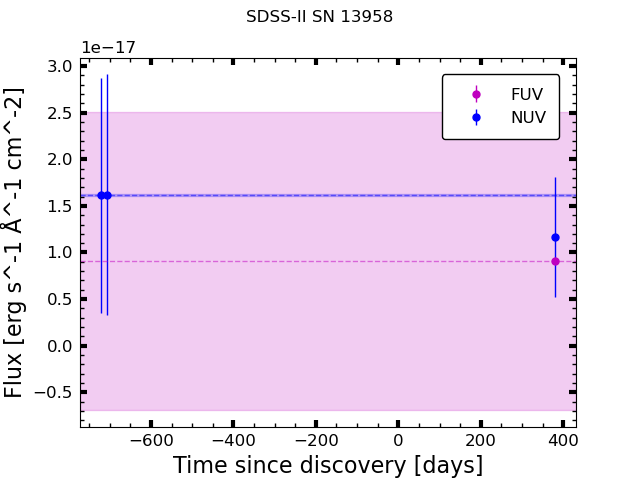 SDSS-II SN 13958
1e−17
3.0
2.5
2.0
1.5
1.0
0.5
0.0
−0.5
Flux [erg s^-1 Å^-1 cm^-2]
FUV
NUV
−600 −400 −200 0 200 400
Time since discovery [days]